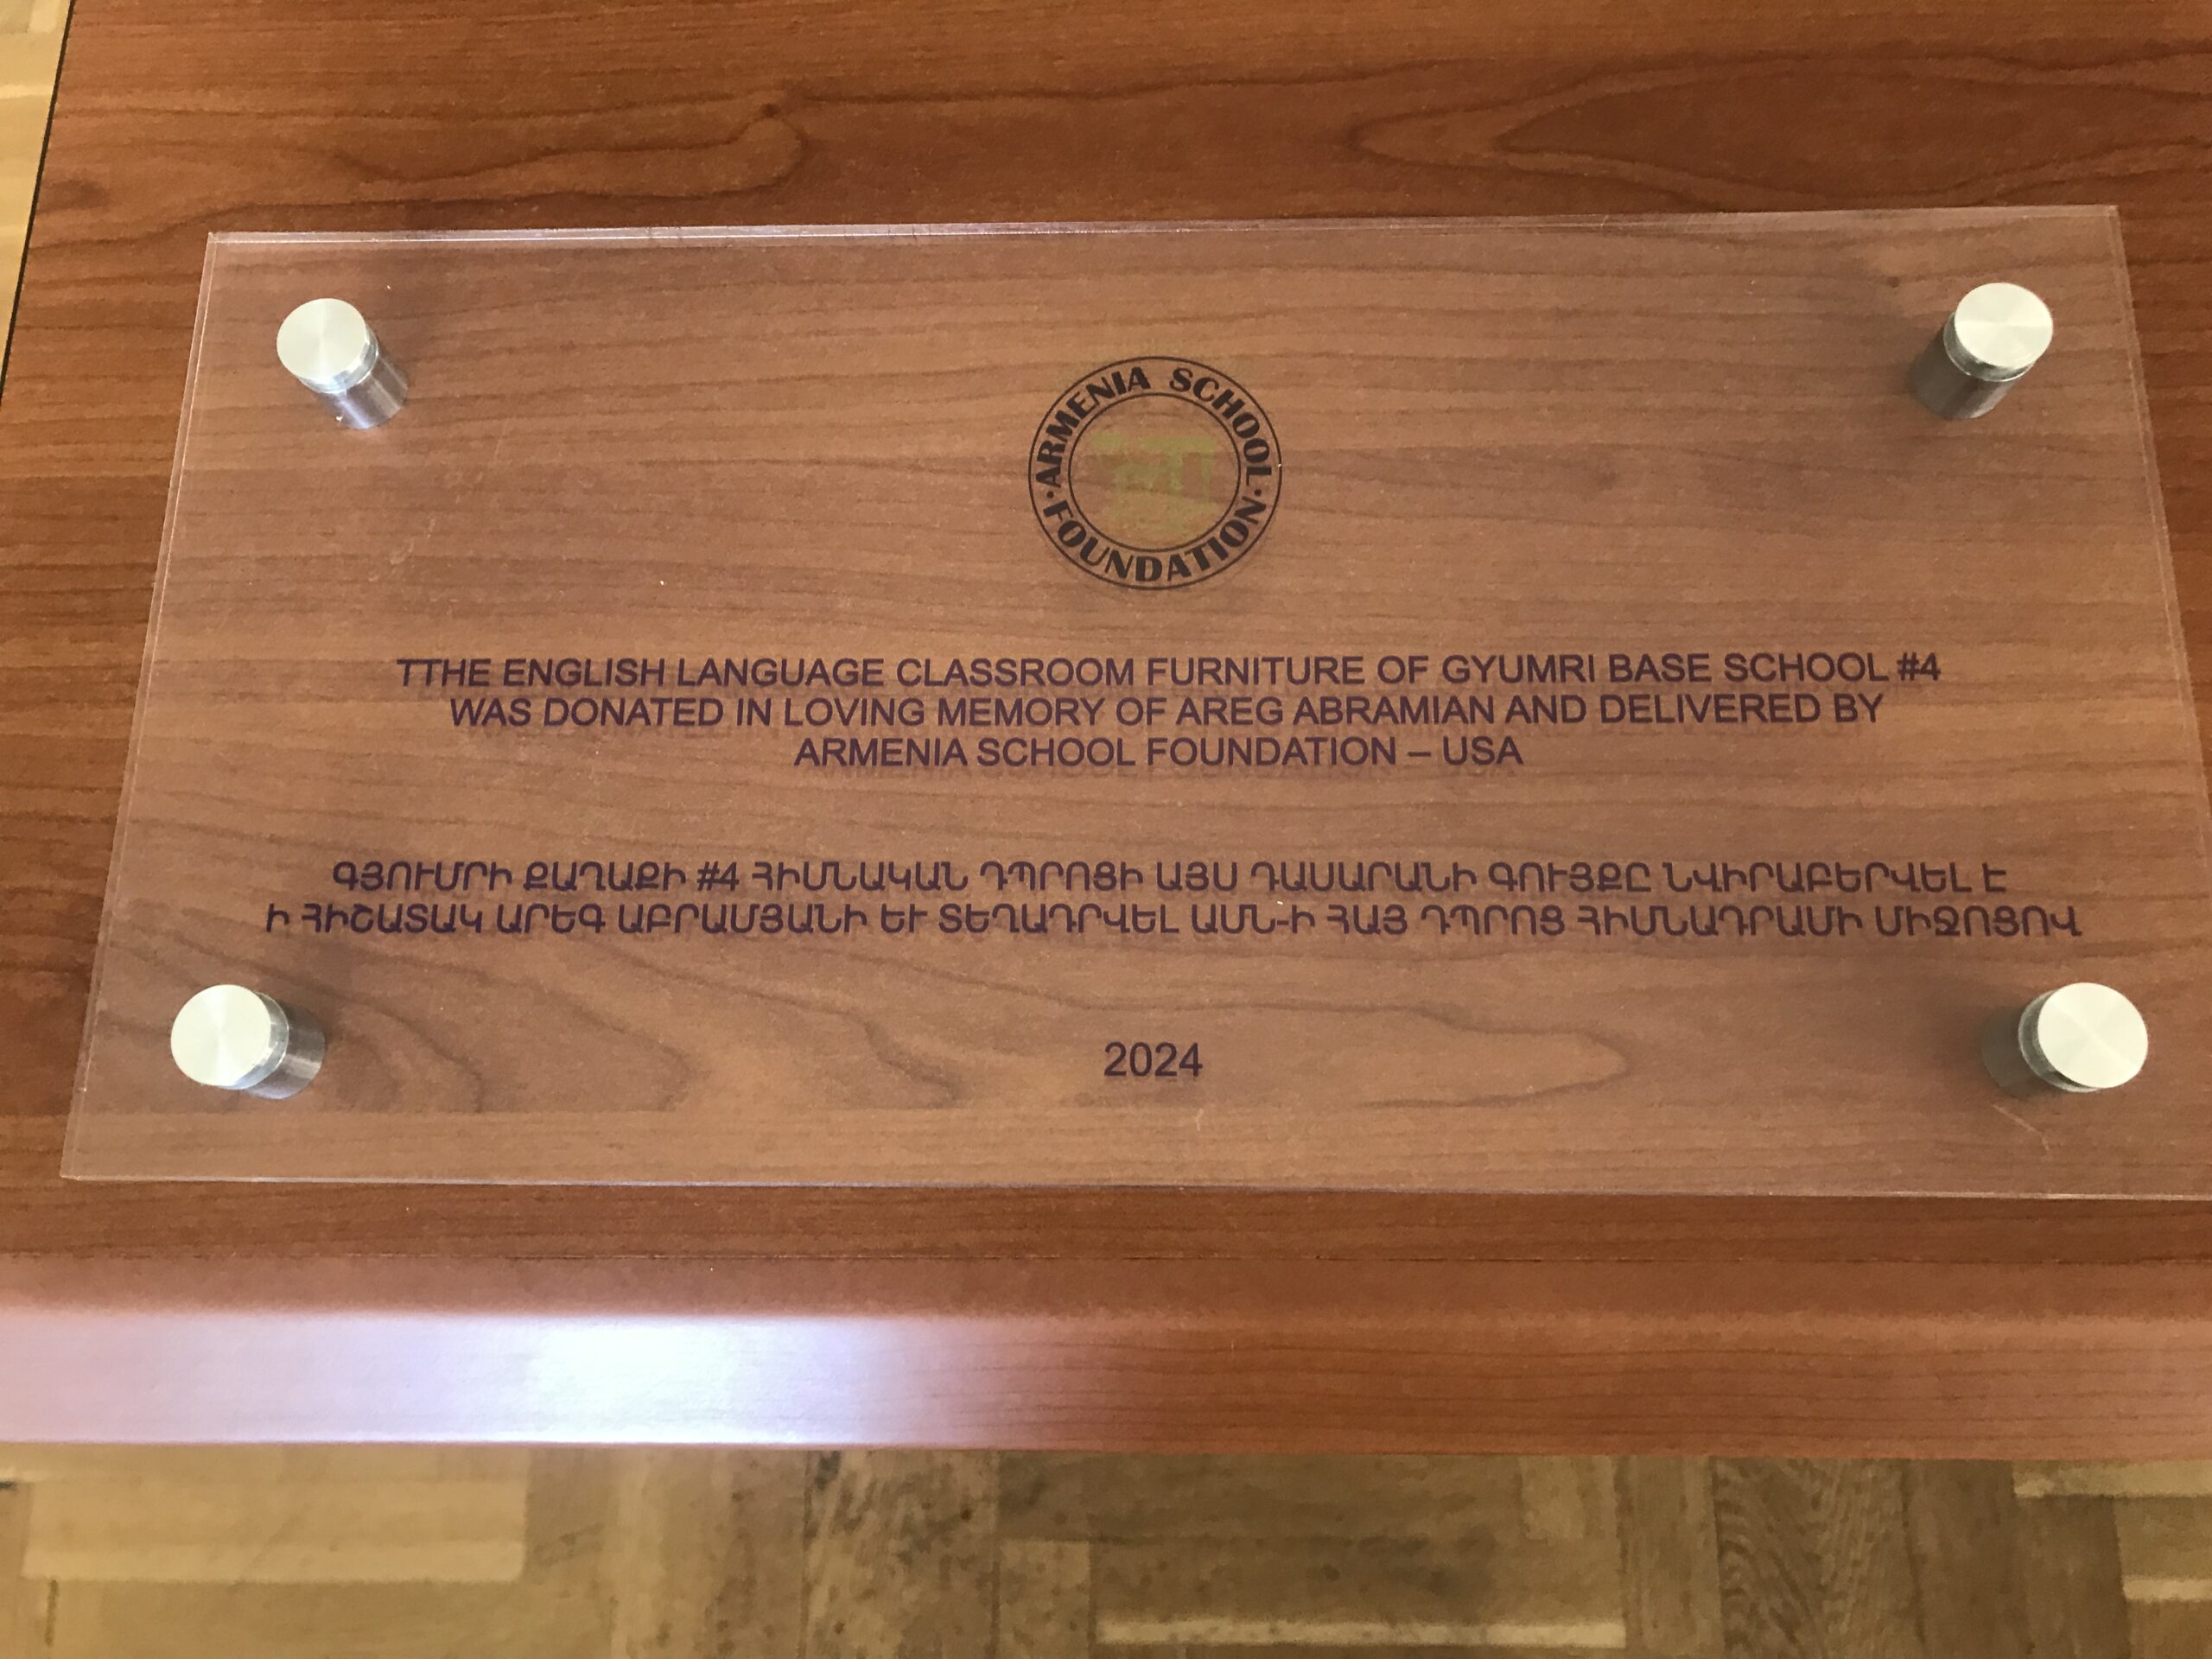 ARMENIA SCHOOL
FOUNDATION
TTHE ENGLISH LANGUAGE CLASSROOM FURNITURE OF GYUMRI BASE SCHOOL #4
WAS DONATED IN LOVING MEMORY OF AREG ABRAMIAN AND DELIVERED BY
ARMENIA SCHOOL FOUNDATION – USA
ԳՅՈՒՄՐԻ ՔԱՂԱՔԻ #4 ՀԻՄՆԱԿԱՆ ԴՊՐՈՑԻ ԱՅՍ ԴԱՍԱՐԱՆԻ ԳՈՒՅՔԸ ՆՎԻՐԱԲԵՐՎԵԼ Է
Ի ՀԻՇԱՏԱԿ ԱՐԵԳ ԱԲՐԱՄՅԱՆԻ ԵՒ ՏԵՂԱԴՐՎԵԼ ԱՄՆ-Ի ՀԱՅ ԴՊՐՈՑ ՀԻՄՆԱԴՐԱՄԻ ՄԻՋՈՑՈՎ
2024